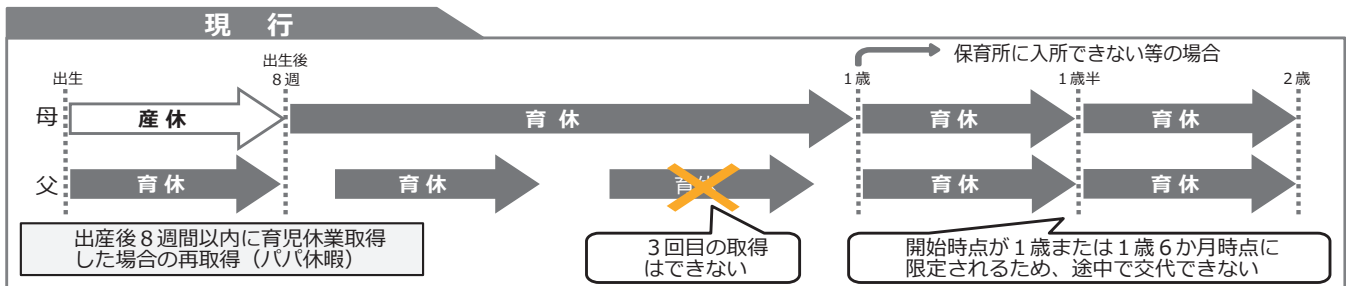 現 行
保育所に入所できない等の場合
出生
出生後
8週
1歳
1歳半
2歳
母
産休
育休
育休
育休
父
育休
育休
育休
育休
育休
出産後8週間以内に育児休業取得
した場合の再取得（パパ休暇）
3回目の取得
はできない
開始時点が1歳または1歳6か月時点に
限定されるため、途中で交代できない